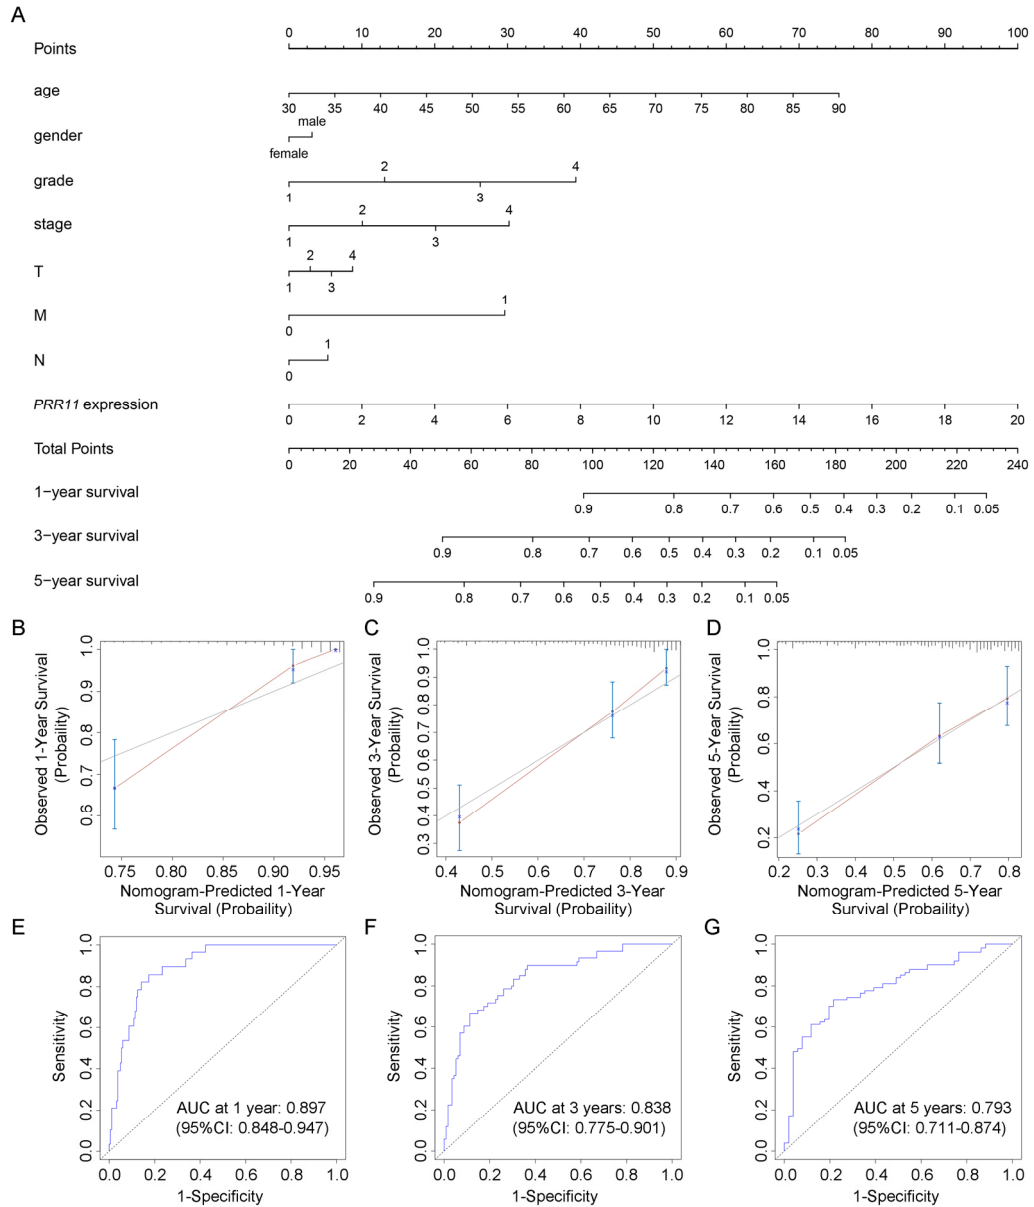 A
Points
0 10 20 30 40 50 60 70 80 90 100
age
30 35 40 45 50 55 60 65 70 75 80 85 90
gender
male
female
grade
2 4
1 3
stage
2 4
1 3
T
2 4
1 3
M
1
0
N
1
0
PRR11 expression
0 2 4 6 8 10 12 14 16 18 20
Total Points
0 20 40 60 80 100 120 140 160 180 200 220 240
1−year survival
0.9 0.8 0.7 0.6 0.5 0.4 0.3 0.2 0.1 0.05
3−year survival
0.9 0.8 0.7 0.6 0.5 0.4 0.3 0.2 0.1 0.05
5−year survival
0.9 0.8 0.7 0.6 0.5 0.4 0.3 0.2 0.1 0.05
B
Observed 1-Year Survival
(Probaility)
1.0
0.9
0.8
0.7
0.6
0.75 0.80 0.85 0.90 0.95
Nomogram-Predicted 1-Year
Survival (Probaility)
C
Observed 3-Year Survival
(Probaility)
1.0
0.9
0.8
0.7
0.6
0.5
0.4
0.3
0.4 0.5 0.6 0.7 0.8 0.9
Nomogram-Predicted 3-Year
Survival (Probaility)
D
Observed 5-Year Survival
(Probaility)
1.0
0.8
0.6
0.4
0.2
0.2 0.3 0.4 0.5 0.6 0.7 0.8
Nomogram-Predicted 5-Year
Survival (Probaility)
E
Sensitivity
1.0
0.8
0.6
0.4
0.2
0.0
AUC at 1 year: 0.897
(95%CI: 0.848-0.947)
0.0 0.2 0.4 0.6 0.8 1.0
1-Specificity
F
Sensitivity
1.0
0.8
0.6
0.4
0.2
0.0
AUC at 3 years: 0.838
(95%CI: 0.775-0.901)
0.0 0.2 0.4 0.6 0.8 1.0
1-Specificity
G
Sensitivity
1.0
0.8
0.6
0.4
0.2
0.0
AUC at 5 years: 0.793
(95%CI: 0.711-0.874)
0.0 0.2 0.4 0.6 0.8 1.0
1-Specificity